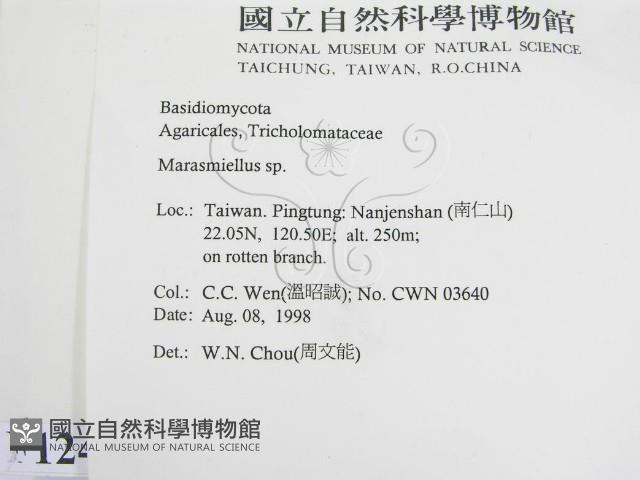 國立自然科學博物館
NATIONAL MUSEUM OF NATURAL SCIENCE
TAICHUNG, TAIWAN, R.O.CHINA
Basidiomycota
Agaricales, Tricholomataceae
Marasmiellus sp.
Loc.: Taiwan. Pingtung: Nanjenshan (南仁山)
22.05N, 120.50E; alt. 250m;
on rotten branch.
Col.: C.C. Wen(溫昭誠); No. CWN 03640
Date: Aug. 08, 1998
Det.: W.N. Chou(周文能)
國立自然科學博物館
NATIONAL MUSEUM OF NATURAL SCIENCE
12-